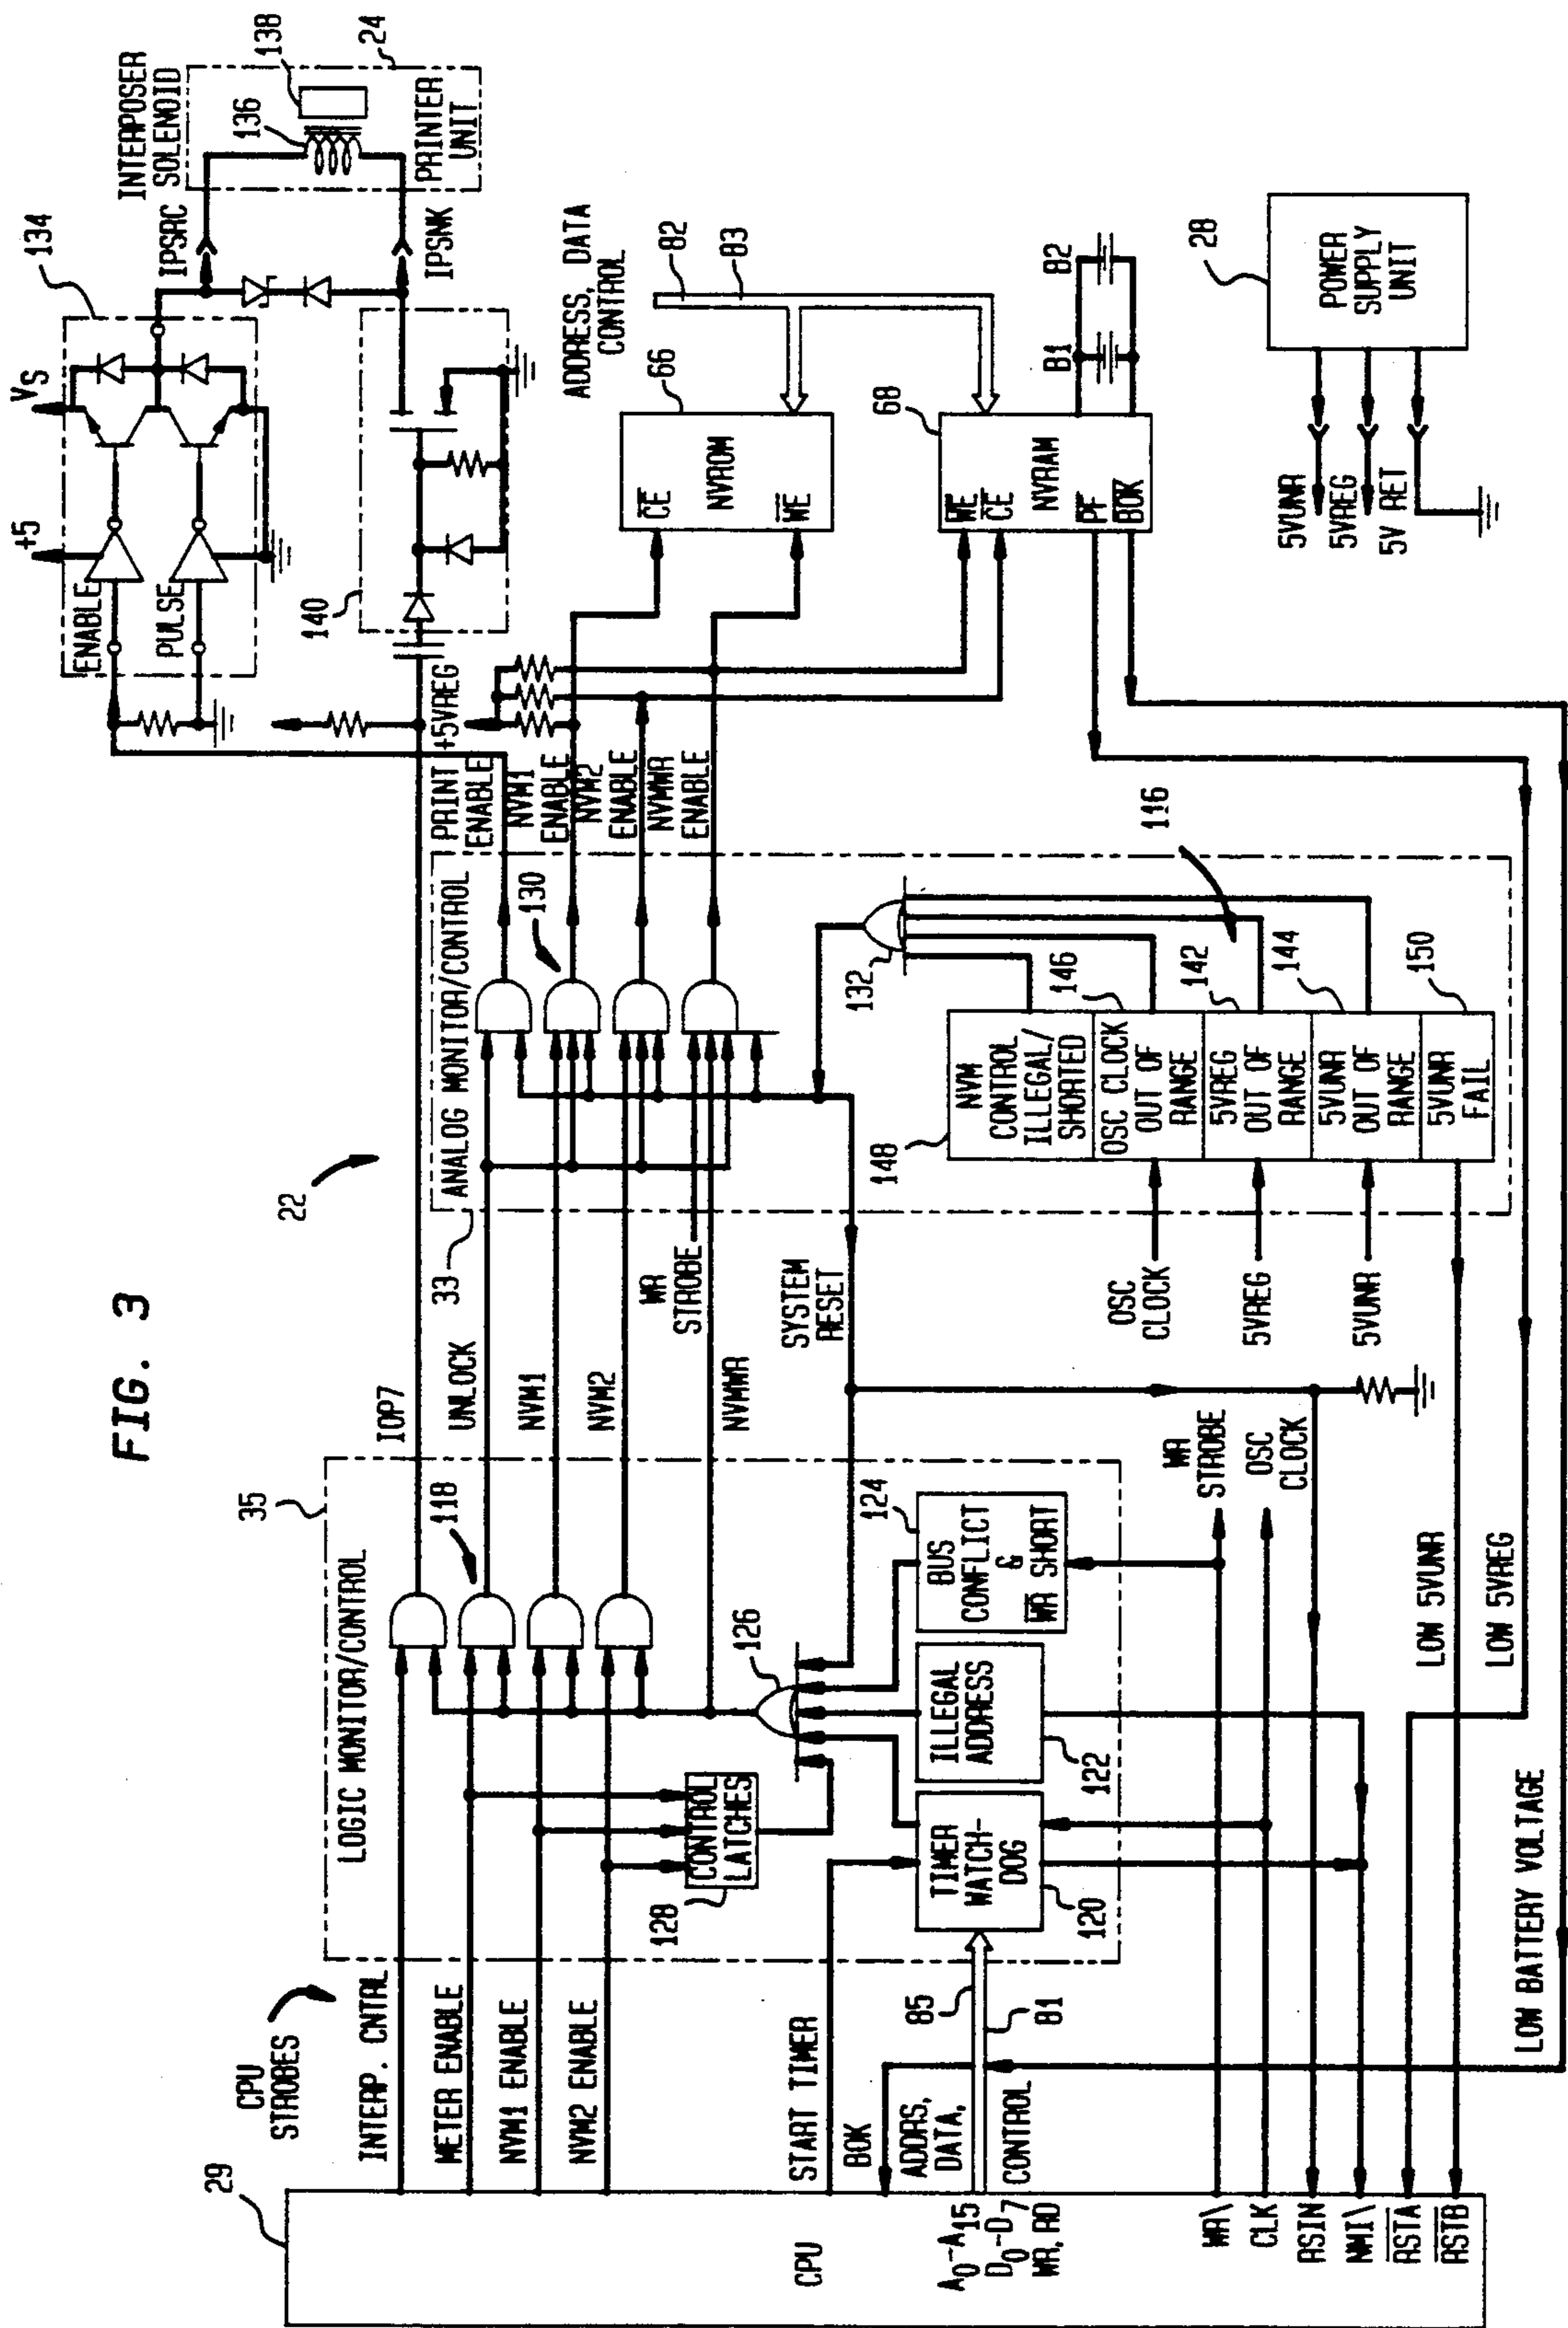 FIG. 3
CPU
STROBES
29
CPU
INTERP. CNTRL
METER ENABLE
NVM1 ENABLE
NVM2 ENABLE
START TIMER
BOK
ADDRS,
DATA,
CONTROL
85
81
A0-A15
D0-D7
WR, RD
WR\
CLK
RSIN
NMI\
RSTA
RSTB
35
LOGIC MONITOR/CONTROL
118
CONTROL
LATCHES
128
126
TIMER
WATCH-
DOG
120
ILLEGAL
ADDRESS
122
BUS
CONFLICT
&
WR SHORT
124
WR
STROBE
OSC
CLOCK
IOP7
UNLOCK
NVM1
NVM2
NVMWR
WR
STROBE
SYSTEM
RESET
22
33
ANALOG MONITOR/CONTROL
130
132
116
148
NVM
CONTROL
ILLEGAL/
SHORTED
146
OSC CLOCK
OUT OF
RANGE
142
5VREG
OUT OF
RANGE
144
5VUNR
OUT OF
RANGE
150
5VUNR
FAIL
OSC
CLOCK
5VREG
5VUNR
LOW 5VUNR
LOW 5VREG
LOW BATTERY VOLTAGE
PRINT
ENABLE
NVM1
ENABLE
NVM2
ENABLE
NVMWR
ENABLE
+5VREG
134
ENABLE
PULSE
+5
VS
140
IPSRC
IPSNK
INTERPOSER
SOLENOID
136
138
24
PRINTER
UNIT
ADDRESS, DATA
CONTROL
82
83
66
CE
NVROM
WE
68
WE
CE
NVRAM
PF
BOK
B1
B2
28
POWER
SUPPLY
UNIT
5VUNR
5VREG
5V RET